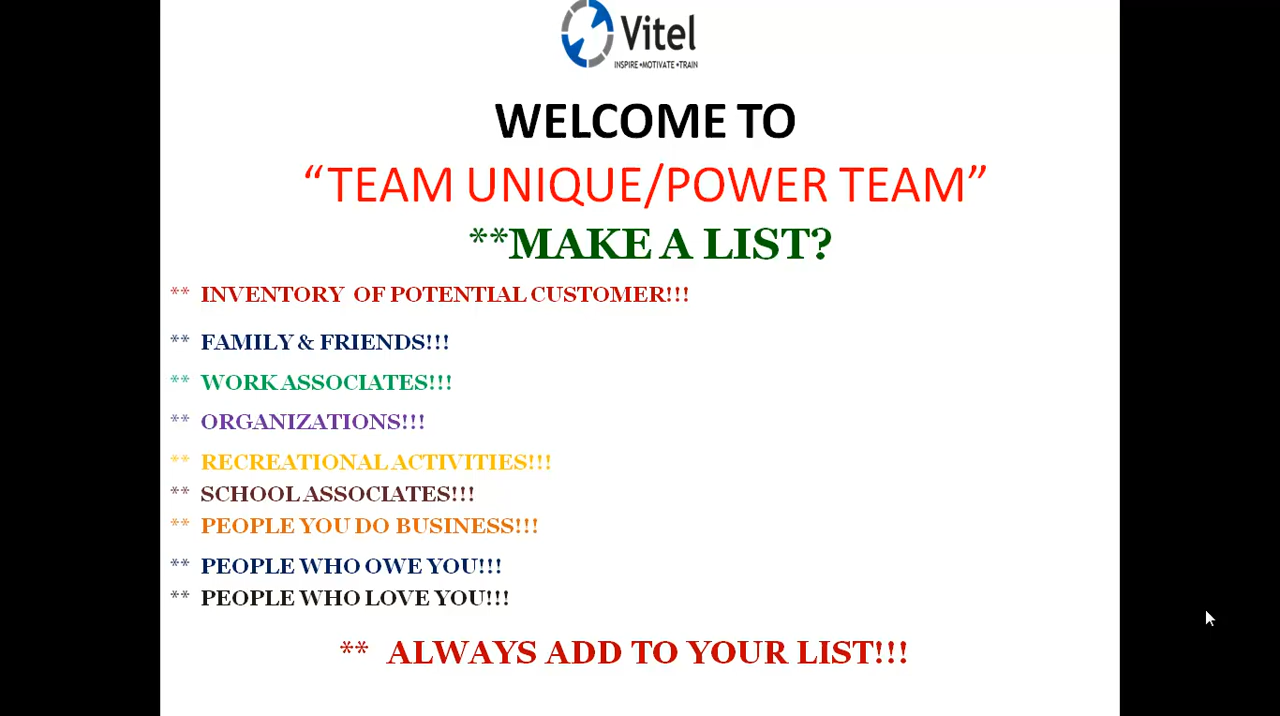 Vitel
INSPIRE •MOTIVATE •TRAIN
WELCOME TO
“TEAM UNIQUE/POWER TEAM”
**MAKE A LIST?
** INVENTORY OF POTENTIAL CUSTOMER!!!
** FAMILY & FRIENDS!!!
** WORK ASSOCIATES!!!
** ORGANIZATIONS!!!
** RECREATIONAL ACTIVITIES!!!
** SCHOOL ASSOCIATES!!!
** PEOPLE YOU DO BUSINESS!!!
** PEOPLE WHO OWE YOU!!!
** PEOPLE WHO LOVE YOU!!!
** ALWAYS ADD TO YOUR LIST!!!